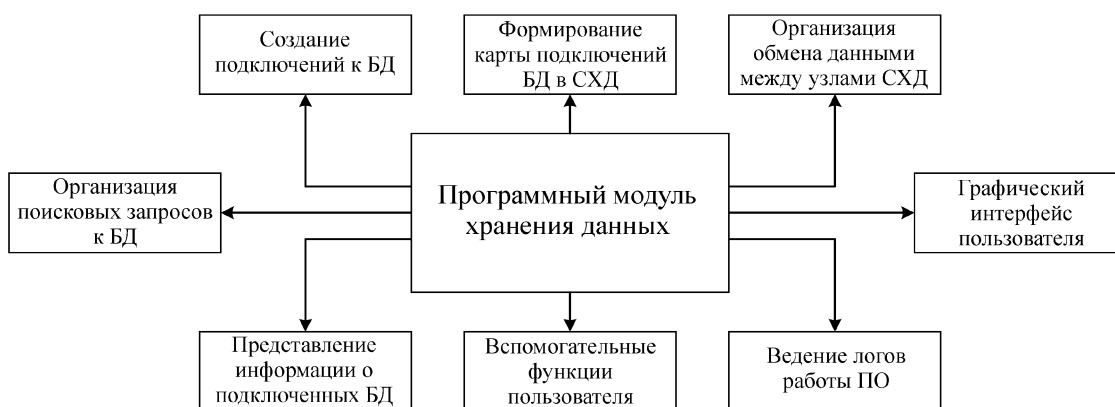 Создание
подключений к БД
Формирование
карты подключений
БД в СХД
Организация
обмена данными
между узлами СХД
Организация
поисковых запросов
к БД
Программный модуль
хранения данных
Графический
интерфейс
пользователя
Представление
информации о
подключенных БД
Вспомогательные
функции
пользователя
Ведение логов
работы ПО